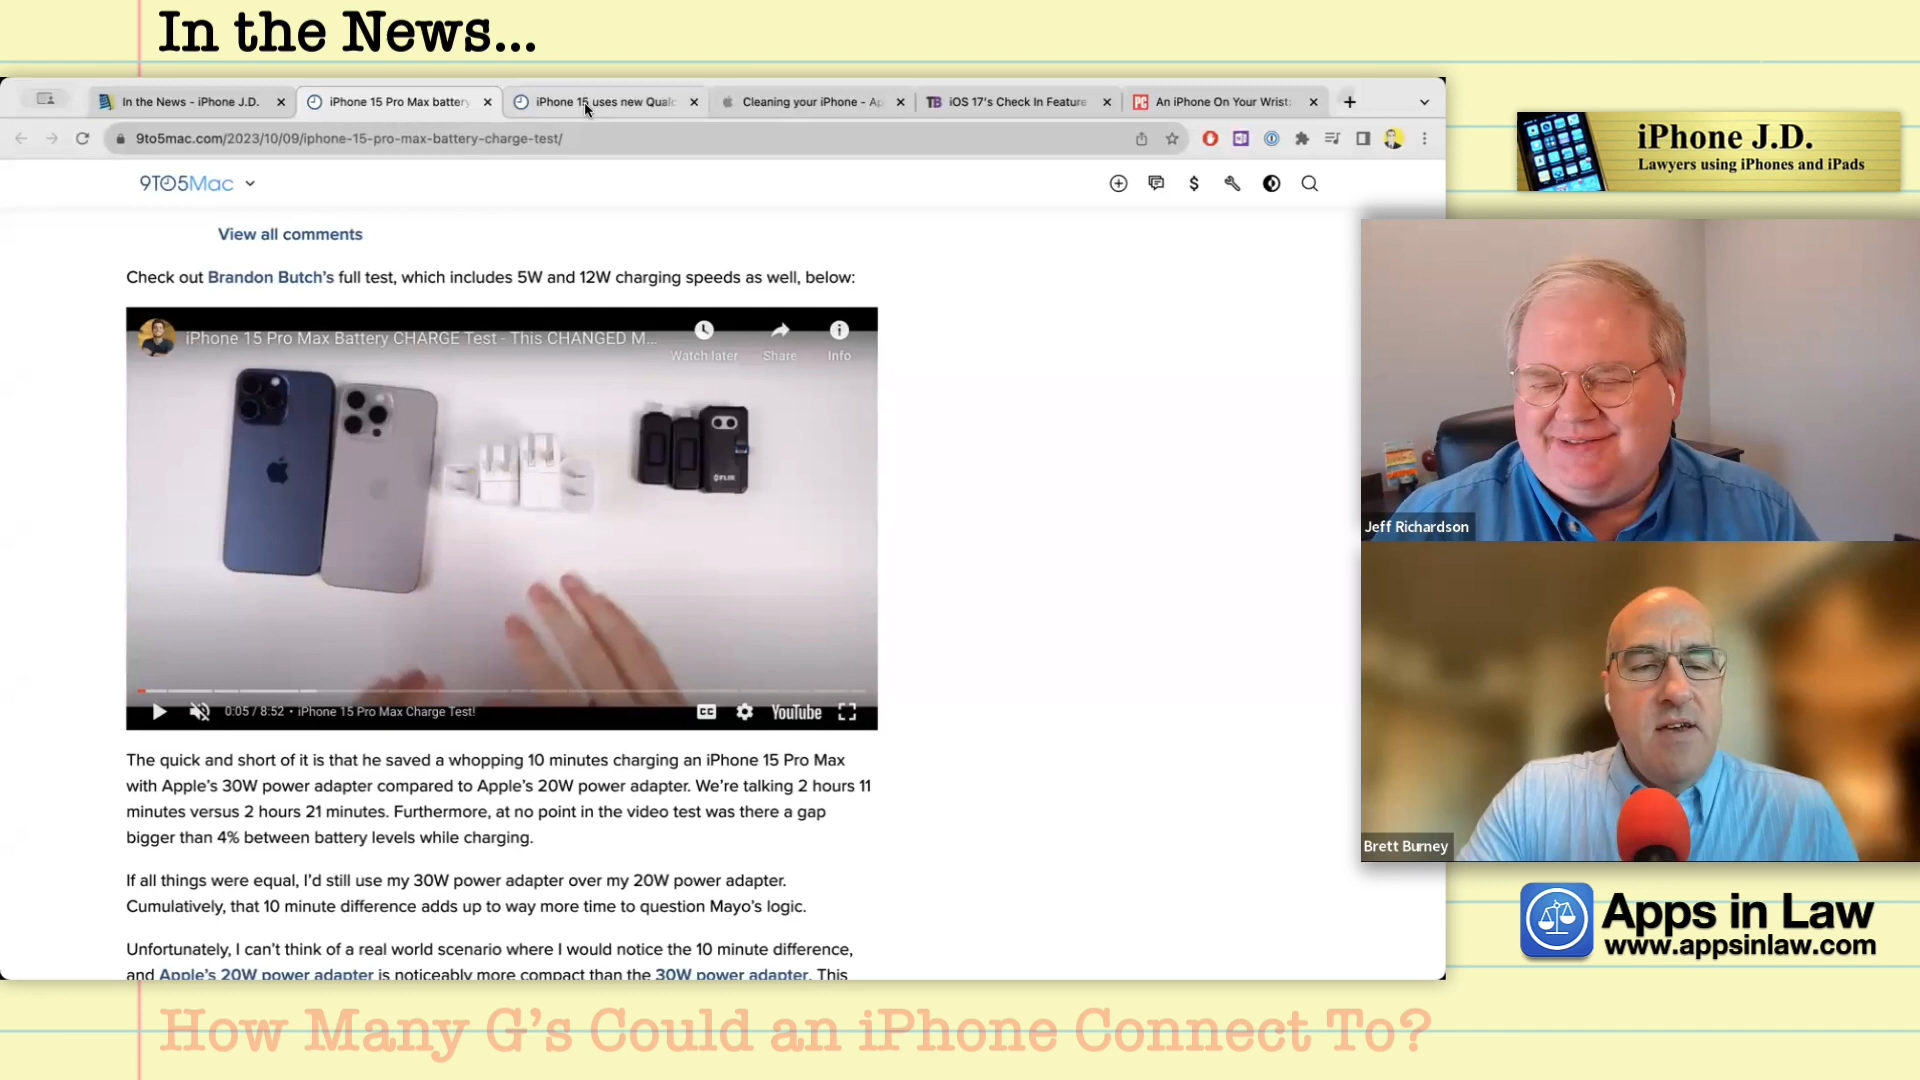 In the News...
In the News - iPhone J.D.
iPhone 15 Pro Max battery
iPhone 15 uses new Qualc
Cleaning your iPhone - Ap
TB iOS 17's Check In Feature
PC An iPhone On Your Wrist:
9to5mac.com/2023/10/09/iphone-15-pro-max-battery-charge-test/
9TO5Mac
iPhone J.D.
Lawyers using iPhones and iPads
View all comments
Check out Brandon Butch's full test, which includes 5W and 12W charging speeds as well, below:
iPhone 15 Pro Max Battery CHARGE Test - This CHANGED M...
Watch later
Share
Info
FLIR
0:05 / 8:52 • iPhone 15 Pro Max Charge Test!
CC
YouTube
The quick and short of it is that he saved a whopping 10 minutes charging an iPhone 15 Pro Max
with Apple's 30W power adapter compared to Apple's 20W power adapter. We're talking 2 hours 11
minutes versus 2 hours 21 minutes. Furthermore, at no point in the video test was there a gap
bigger than 4% between battery levels while charging.
If all things were equal, I'd still use my 30W power adapter over my 20W power adapter.
Cumulatively, that 10 minute difference adds up to way more time to question Mayo's logic.
Unfortunately, I can't think of a real world scenario where I would notice the 10 minute difference,
and Apple's 20W power adapter is noticeably more compact than the 30W power adapter. This
Jeff Richardson
Brett Burney
Apps in Law
www.appsinlaw.com
How Many G's Could an iPhone Connect To?